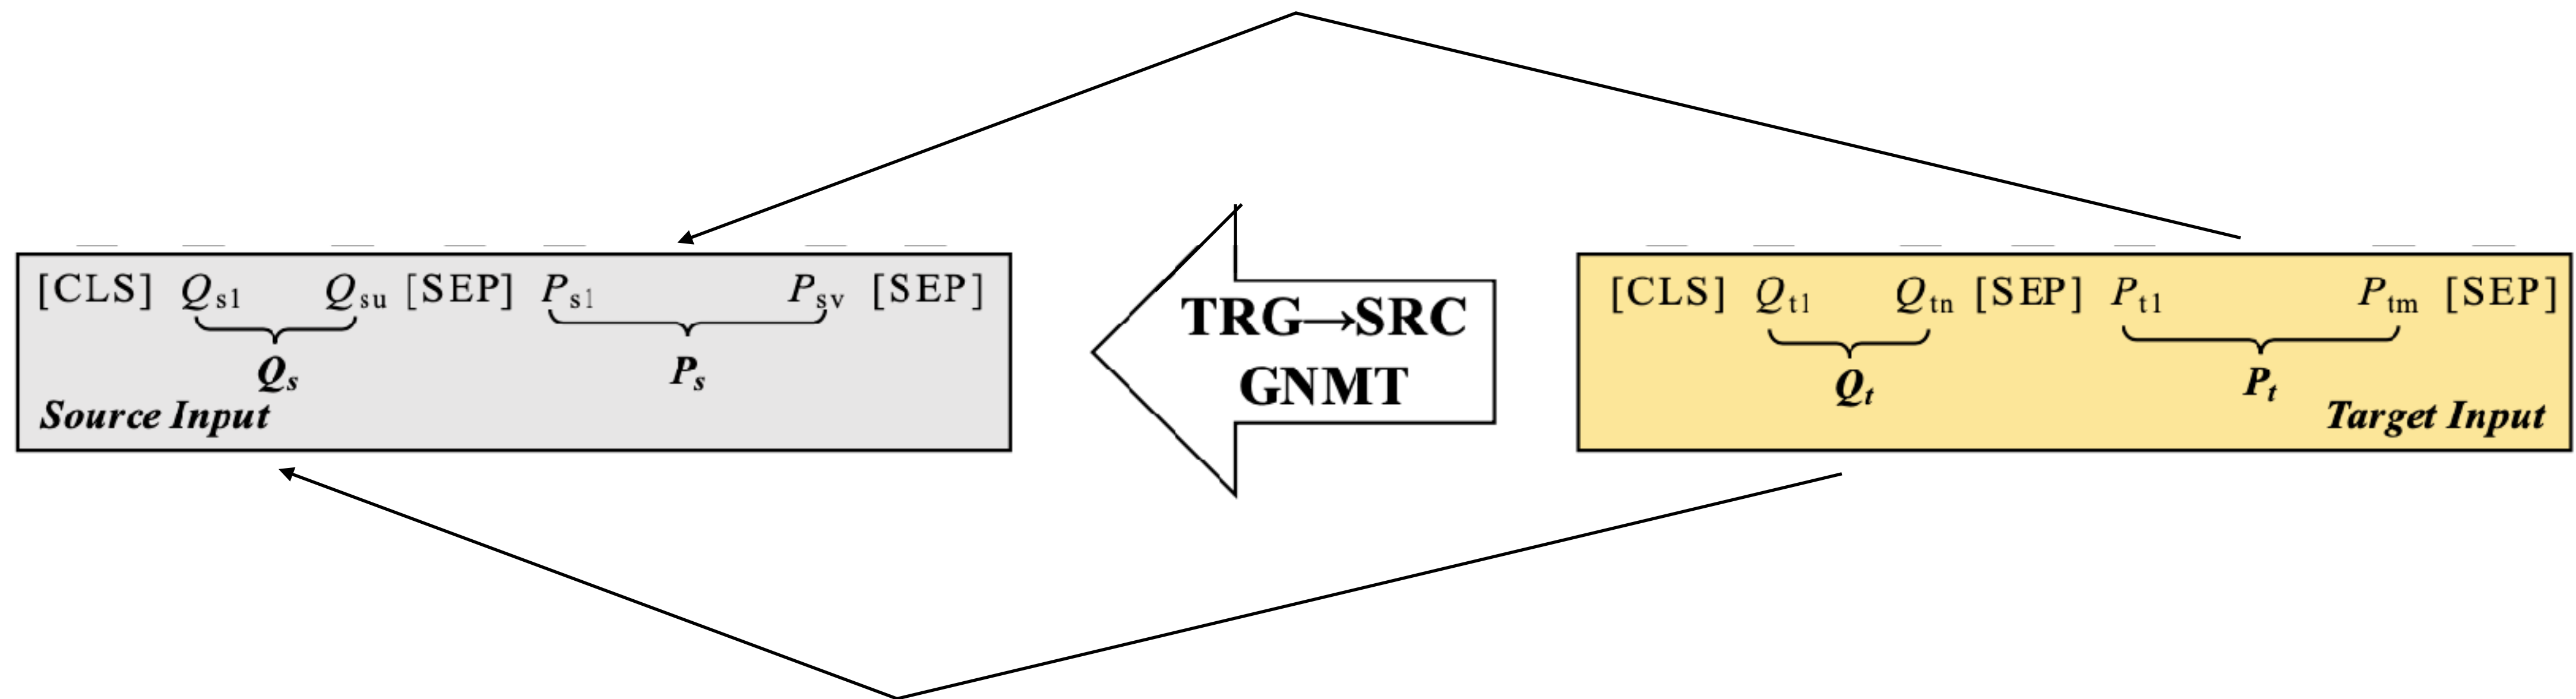 [CLS] Qs1 Qsu [SEP] Ps1 Psv [SEP]
Qs Ps
Source Input
TRG→SRC
GNMT
[CLS] Qt1 Qtn [SEP] Pt1 Ptm [SEP]
Qt Pt
Target Input